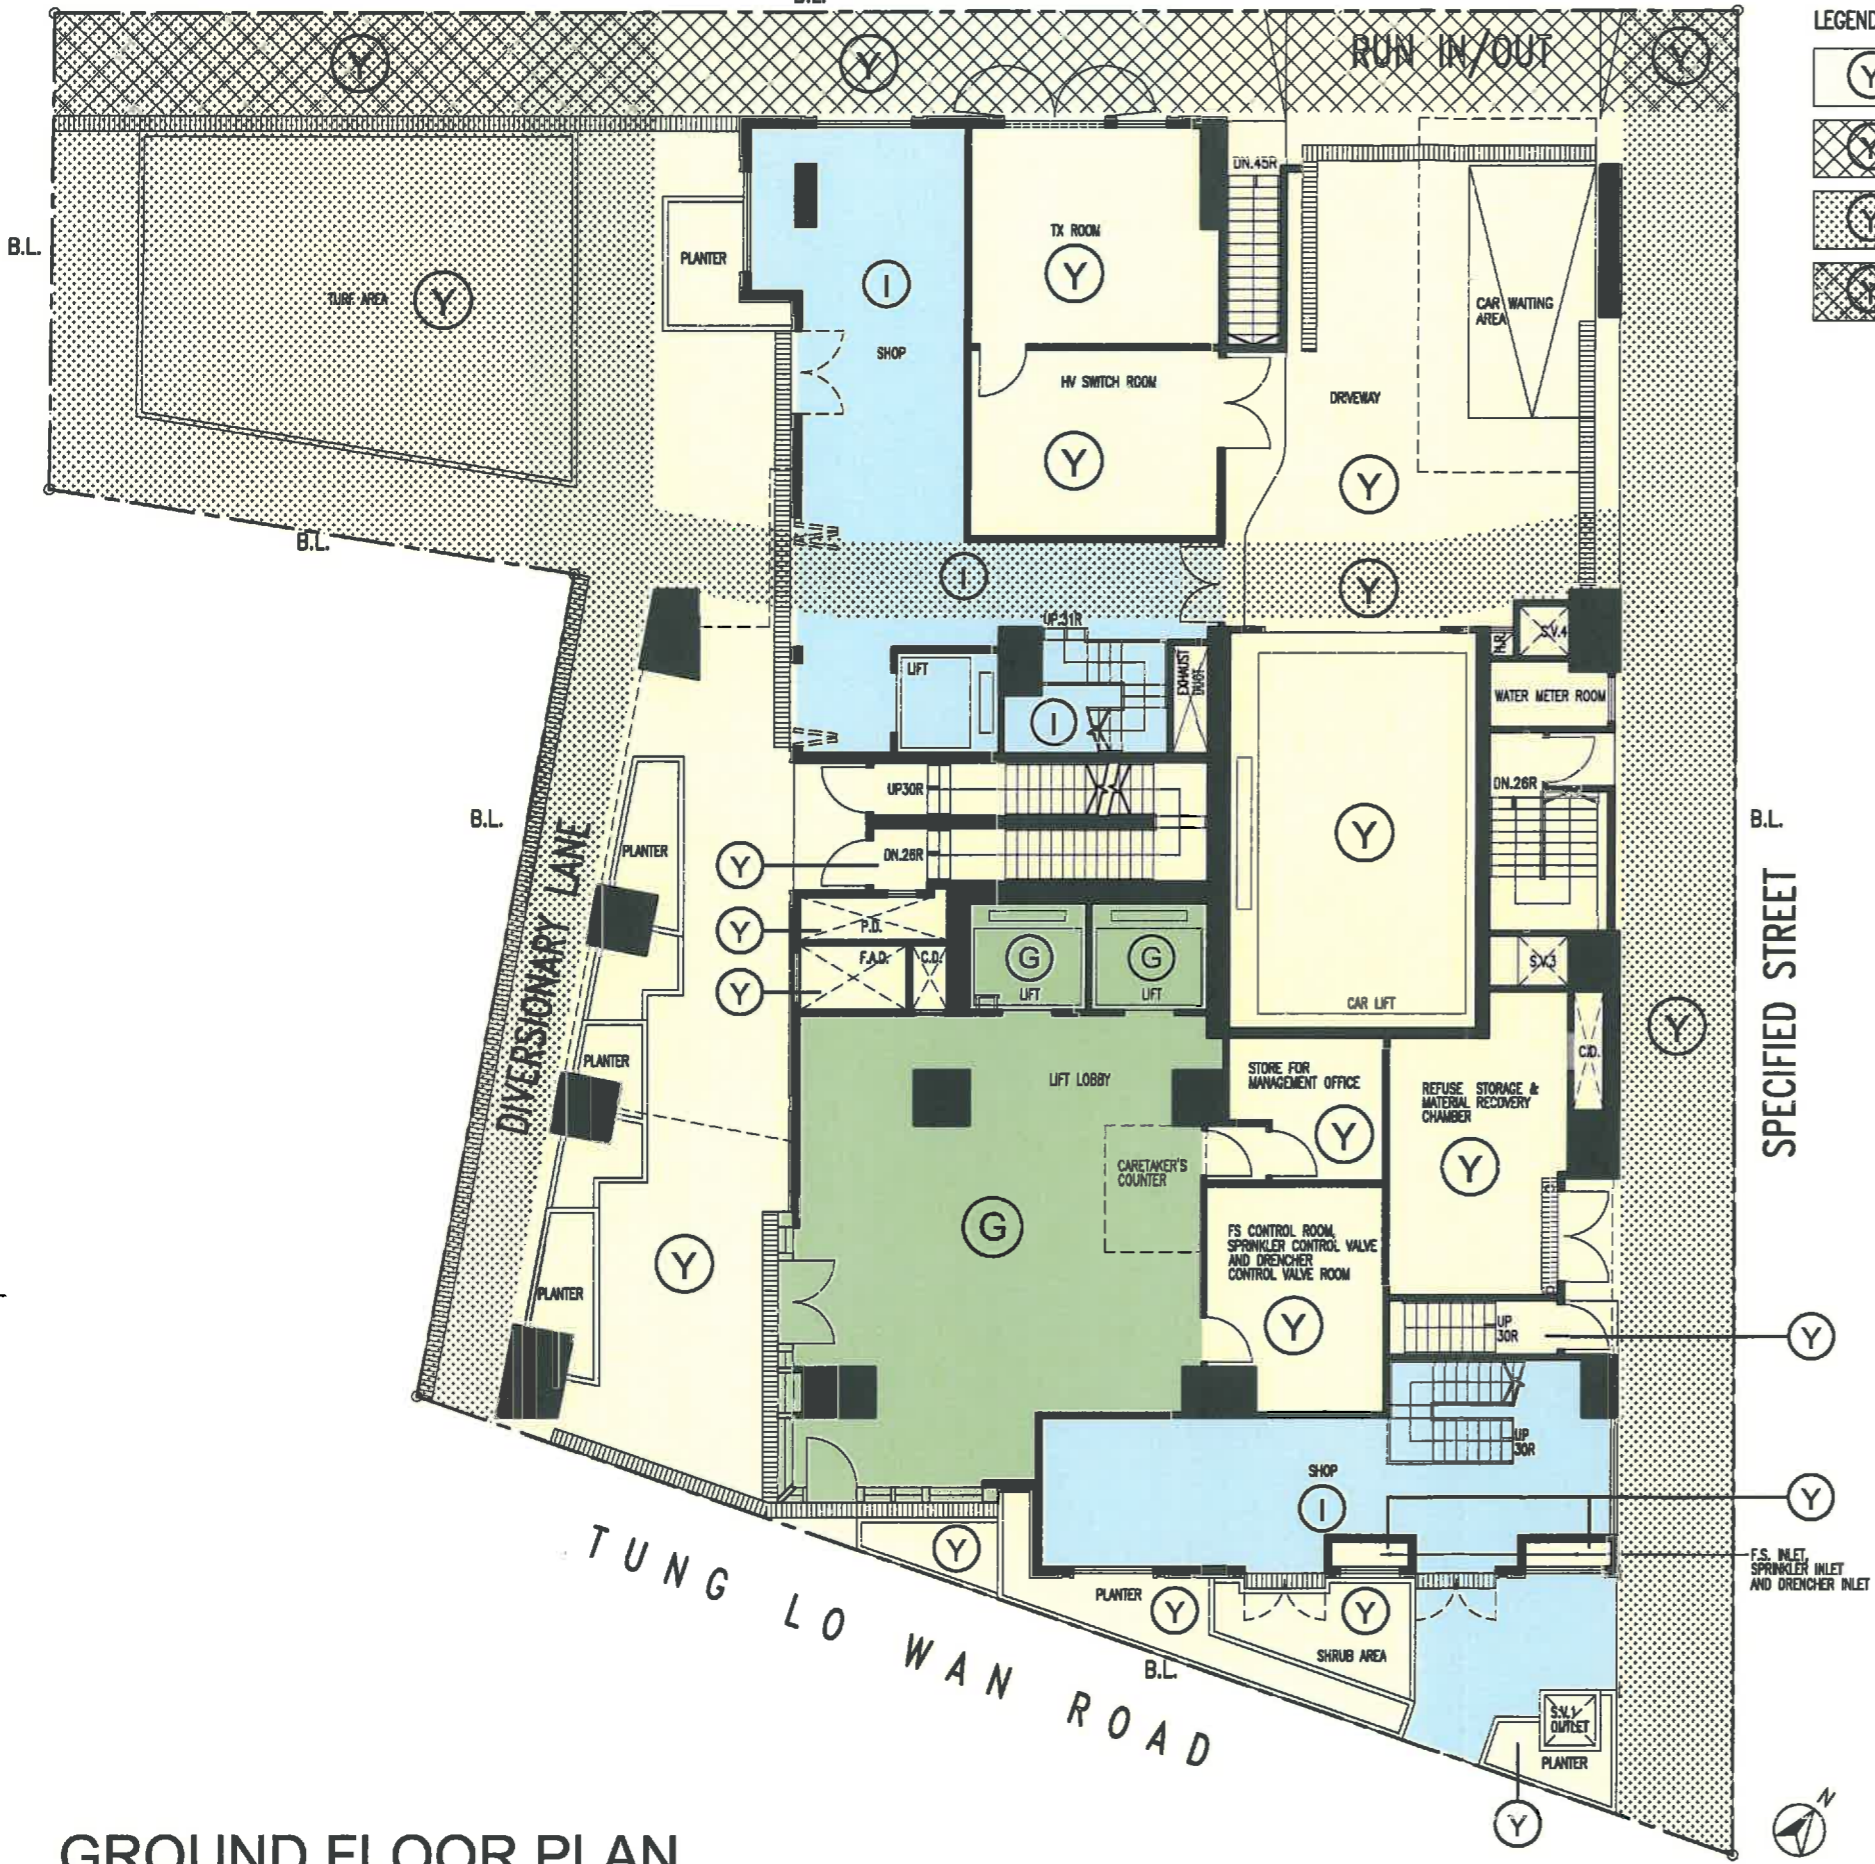 B.L.
LEGEND
Y
Y
Y
Y
RUN IN/OUT
Y
Y
Y
DN.45R
B.L.
TX ROOM
Y
PLANTER
I
TURF AREA
Y
CAR WAITING
AREA
SHOP
HV SWITCH ROOM
DRIVEWAY
Y
Y
B.L.
I
Y
UP.31R
S.V.4
LIFT
EXHAUST
DUCT
WATER METER ROOM
I
UP30R
DN.26R
B.L.
B.L.
Y
PLANTER
DIVERSIONARY LANE
Y
DN.26R
Y
P.D.
Y
F.A.D.
C.D.
G
LIFT
G
LIFT
S.V.3
CAR LIFT
SPECIFIED STREET
Y
C.D.
PLANTER
LIFT LOBBY
STORE FOR
MANAGEMENT OFFICE
Y
REFUSE STORAGE &
MATERIAL RECOVERY
CHAMBER
Y
CARETAKER'S
COUNTER
G
FS CONTROL ROOM,
SPRINKLER CONTROL VALVE
AND DRENCHER
CONTROL VALVE ROOM
Y
Y
PLANTER
UP
30R
Y
UP
30R
SHOP
I
Y
F.S. INLET,
SPRINKLER INLET
AND DRENCHER INLET
Y
PLANTER
Y
Y
SHRUB AREA
TUNG LO WAN ROAD
B.L.
S.V.1
OUTLET
PLANTER
Y
N
GROUND FLOOR PLAN